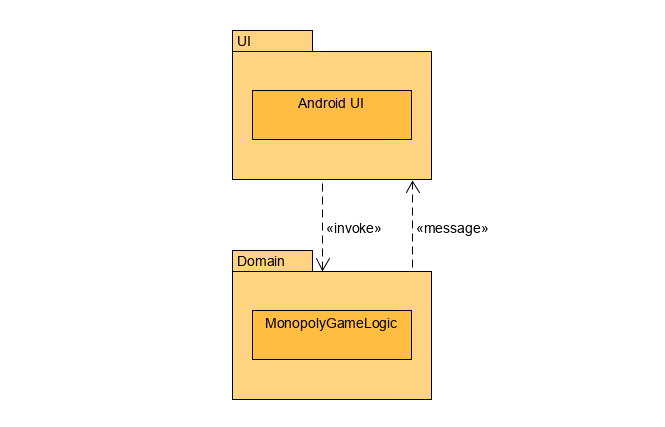 UI
Android UI
«invoke»
«message»
Domain
MonopolyGameLogic